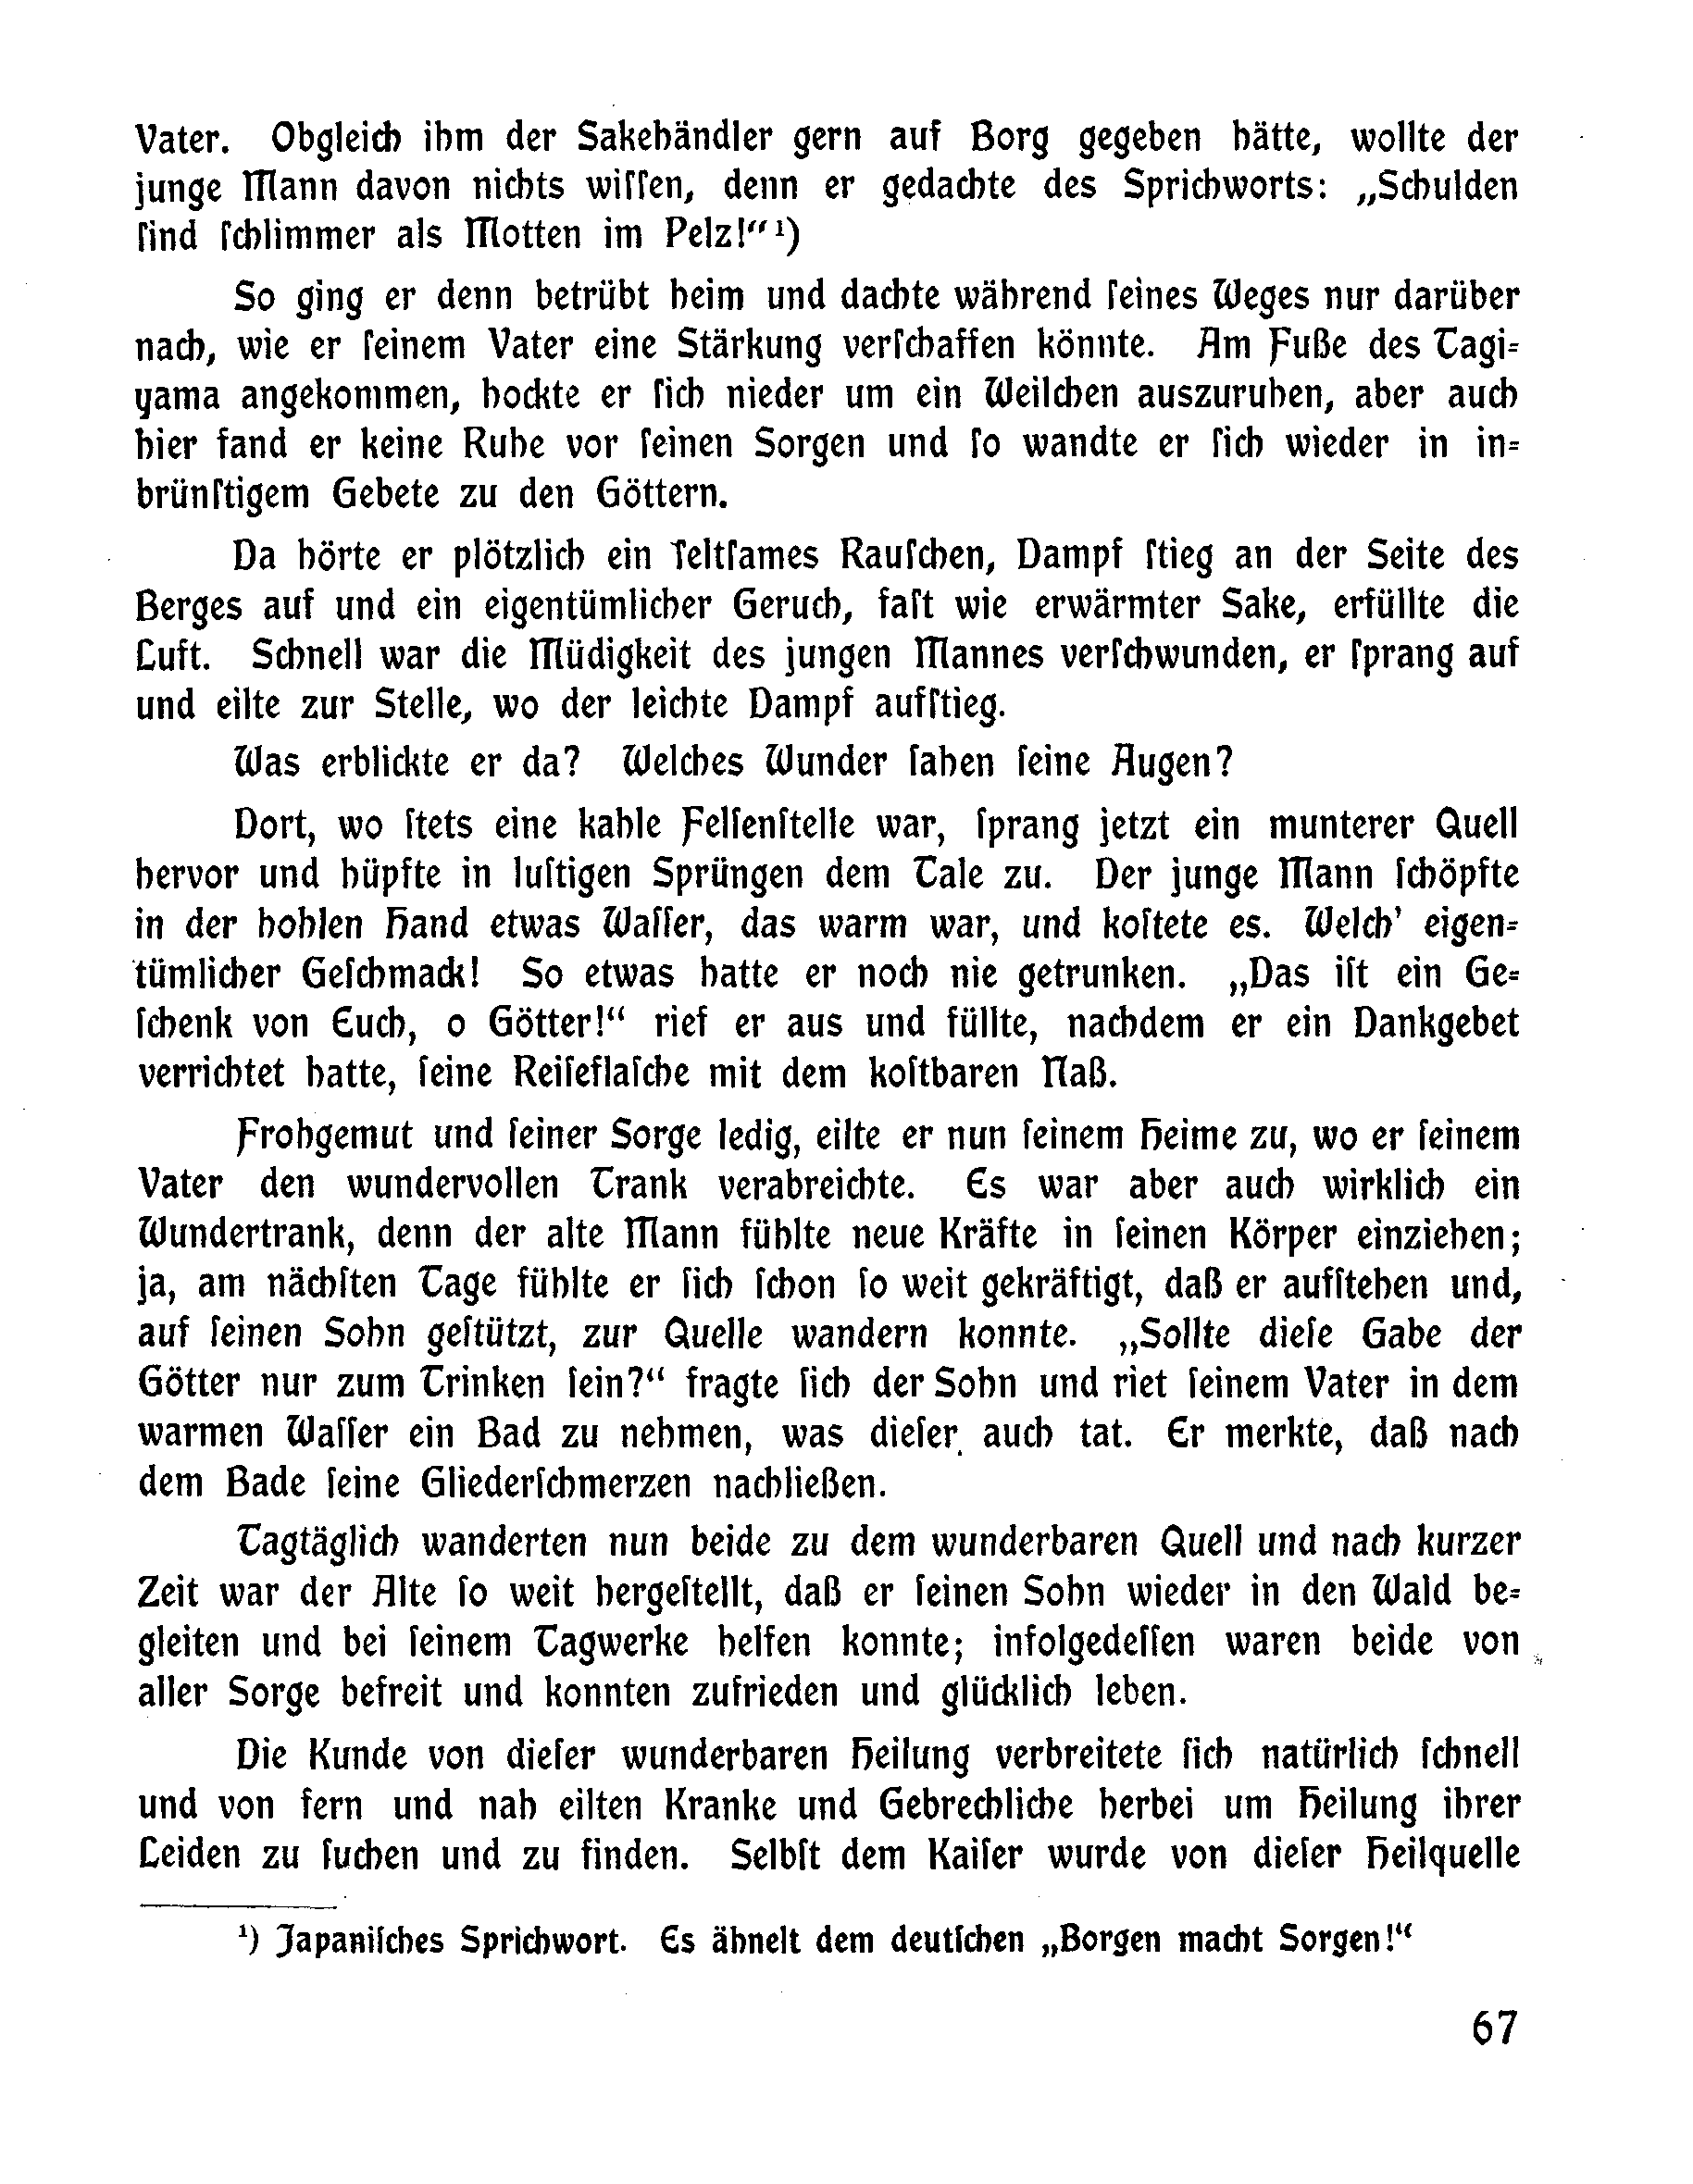 Vater. Obgleich ihm der Sakehändler gern auf Borg gegeben hätte, wollte der
junge Mann davon nichts wiſſen, denn er gedachte des Sprichworts: „Schulden
ſind ſchlimmer als Motten im Pelz!“¹)
So ging er denn betrübt heim und dachte während ſeines Weges nur darüber
nach, wie er ſeinem Vater eine Stärkung verſchaffen könnte. Am Fuße des Tagi-
yama angekommen, hockte er ſich nieder um ein Weilchen auszuruhen, aber auch
hier fand er keine Ruhe vor ſeinen Sorgen und ſo wandte er ſich wieder in in-
brünſtigem Gebete zu den Göttern.
Da hörte er plötzlich ein ſeltſames Rauſchen, Dampf ſtieg an der Seite des
Berges auf und ein eigentümlicher Geruch, faſt wie erwärmter Sake, erfüllte die
Luft. Schnell war die Müdigkeit des jungen Mannes verſchwunden, er ſprang auf
und eilte zur Stelle, wo der leichte Dampf aufſtieg.
Was erblickte er da? Welches Wunder ſahen ſeine Augen?
Dort, wo ſtets eine kahle Felſenſtelle war, ſprang jetzt ein munterer Quell
hervor und hüpfte in luſtigen Sprüngen dem Tale zu. Der junge Mann ſchöpfte
in der hohlen Hand etwas Waſſer, das warm war, und koſtete es. Welch’ eigen-
tümlicher Geſchmack! So etwas hatte er noch nie getrunken. „Das iſt ein Ge-
ſchenk von Euch, o Götter!“ rief er aus und füllte, nachdem er ein Dankgebet
verrichtet hatte, ſeine Reiſeflaſche mit dem koſtbaren Naß.
Frohgemut und ſeiner Sorge ledig, eilte er nun ſeinem Heime zu, wo er ſeinem
Vater den wundervollen Trank verabreichte. Es war aber auch wirklich ein
Wundertrank, denn der alte Mann fühlte neue Kräfte in ſeinen Körper einziehen;
ja, am nächſten Tage fühlte er ſich ſchon ſo weit gekräftigt, daß er aufſtehen und,
auf ſeinen Sohn geſtützt, zur Quelle wandern konnte. „Sollte dieſe Gabe der
Götter nur zum Trinken ſein?“ fragte ſich der Sohn und riet ſeinem Vater in dem
warmen Waſſer ein Bad zu nehmen, was dieſer auch tat. Er merkte, daß nach
dem Bade ſeine Gliederſchmerzen nachließen.
Tagtäglich wanderten nun beide zu dem wunderbaren Quell und nach kurzer
Zeit war der Alte ſo weit hergeſtellt, daß er ſeinen Sohn wieder in den Wald be-
gleiten und bei ſeinem Tagwerke helfen konnte; infolgedeſſen waren beide von
aller Sorge befreit und konnten zufrieden und glücklich leben.
Die Kunde von dieſer wunderbaren Heilung verbreitete ſich natürlich ſchnell
und von fern und nah eilten Kranke und Gebrechliche herbei um Heilung ihrer
Leiden zu ſuchen und zu finden. Selbſt dem Kaiſer wurde von dieſer Heilquelle
¹) Japaniſches Sprichwort. Es ähnelt dem deutſchen „Borgen macht Sorgen!“
67